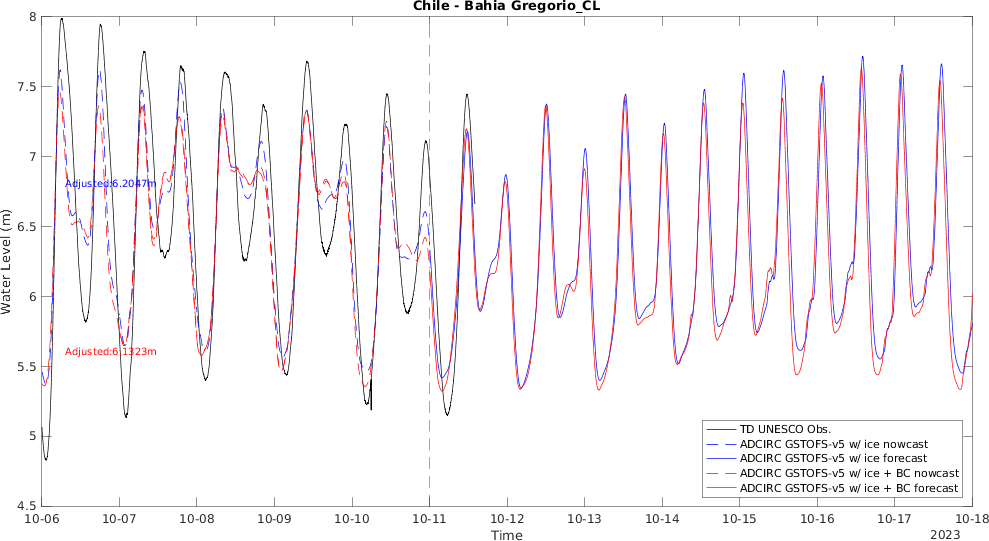 Chile - Bahia Gregorio_CL
8
7.5
7
6.5
6
5.5
5
4.5
Water Level (m)
Adjusted:6.2047m
Adjusted:6.1323m
TD UNESCO Obs.
ADCIRC GSTOFS-v5 w/ ice nowcast
ADCIRC GSTOFS-v5 w/ ice forecast
ADCIRC GSTOFS-v5 w/ ice + BC nowcast
ADCIRC GSTOFS-v5 w/ ice + BC forecast
10-06 10-07 10-08 10-09 10-10 10-11 10-12 10-13 10-14 10-15 10-16 10-17 10-18
Time
2023